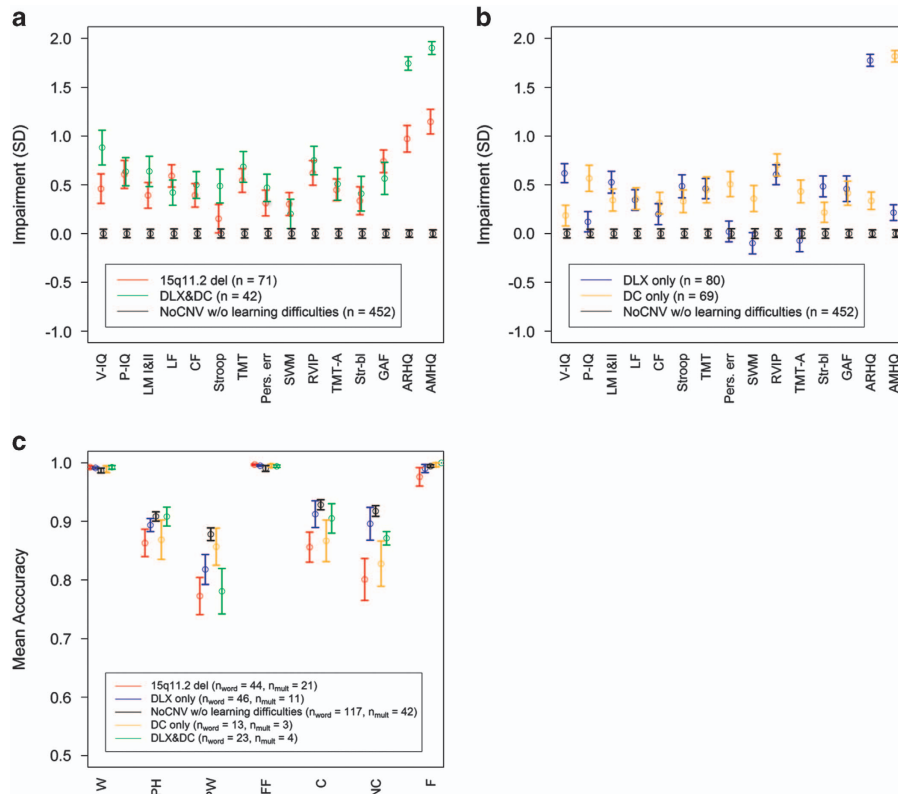 a
Impairment (SD)
2.0
1.5
1.0
0.5
0.0
-0.5
-1.0
15q11.2 del (n = 71)
DLX&DC (n = 42)
NoCNV w/o learning difficulties (n = 452)
V-IQ
P-IQ
LM I&II
LF
CF
Stroop
TMT
Pers. err
SWM
RVIP
TMT-A
Str-bl
GAF
ARHQ
AMHQ
b
Impairment (SD)
2.0
1.5
1.0
0.5
0.0
-0.5
-1.0
DLX only (n = 80)
DC only (n = 69)
NoCNV w/o learning difficulties (n = 452)
V-IQ
P-IQ
LM I&II
LF
CF
Stroop
TMT
Pers. err
SWM
RVIP
TMT-A
Str-bl
GAF
ARHQ
AMHQ
c
Mean Acccuracy
1.0
0.9
0.8
0.7
0.6
0.5
15q11.2 del (nword = 44, nmult = 21)
DLX only (nword = 46, nmult = 11)
NoCNV w/o learning difficulties (nword = 117, nmult = 42)
DC only (nword = 13, nmult = 3)
DLX&DC (nword = 23, nmult = 4)
W
PH
PW
FF
C
NC
F